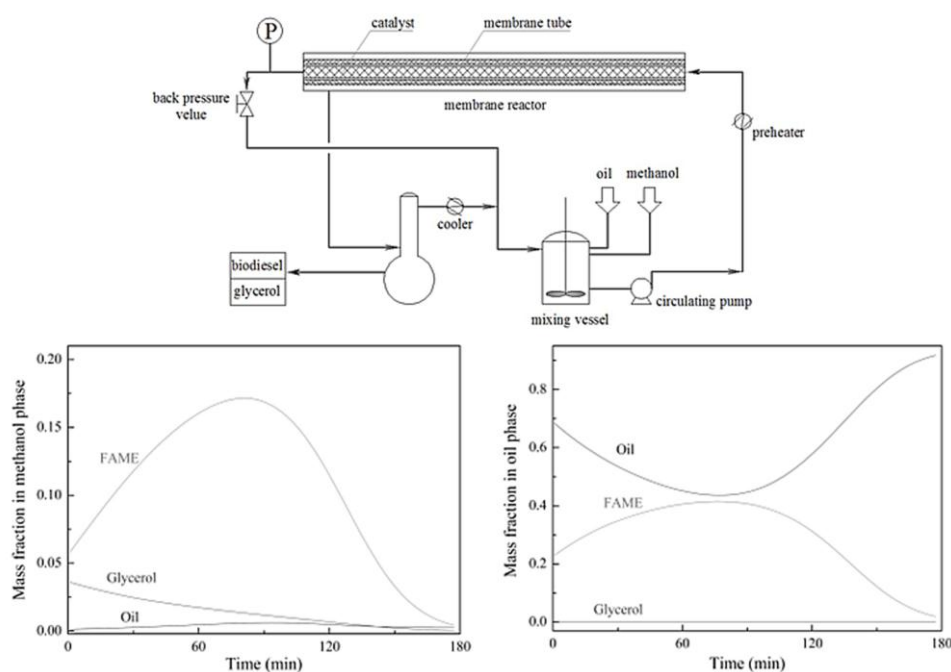 P
catalyst
membrane tube
back pressure
velue
membrane reactor
preheater
oil
methanol
cooler
biodiesel
glycerol
circulating pump
mixing vessel
0.20
0.15
0.10
0.05
0.00
Mass fraction in methanol phase
FAME
Glycerol
Oil
0
60
120
180
Time (min)
0.8
0.6
0.4
0.2
0.0
Mass fraction in oil phase
Oil
FAME
Glycerol
0
60
120
180
Time (min)